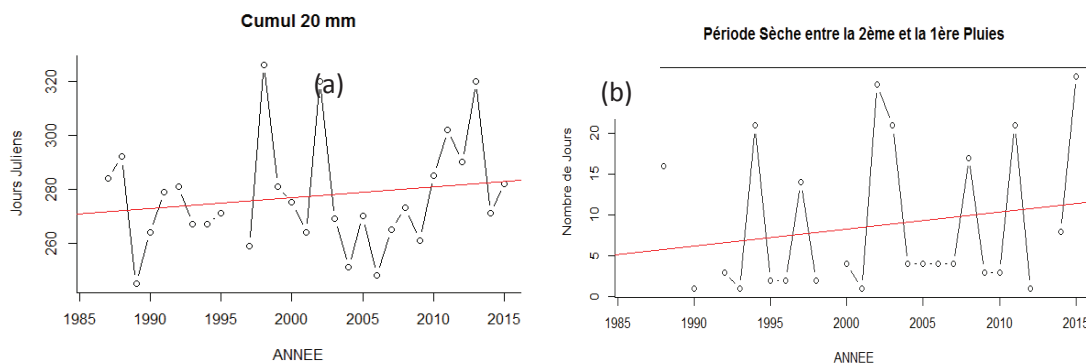 Cumul 20 mm
(a)
Jours Juliens
320
300
280
260
1985 1990 1995 2000 2005 2010 2015
ANNEE
Période Sèche entre la 2ème et la 1ère Pluies
(b)
Nombre de Jours
20
15
10
5
0
1985 1990 1995 2000 2005 2010 2015
ANNEE